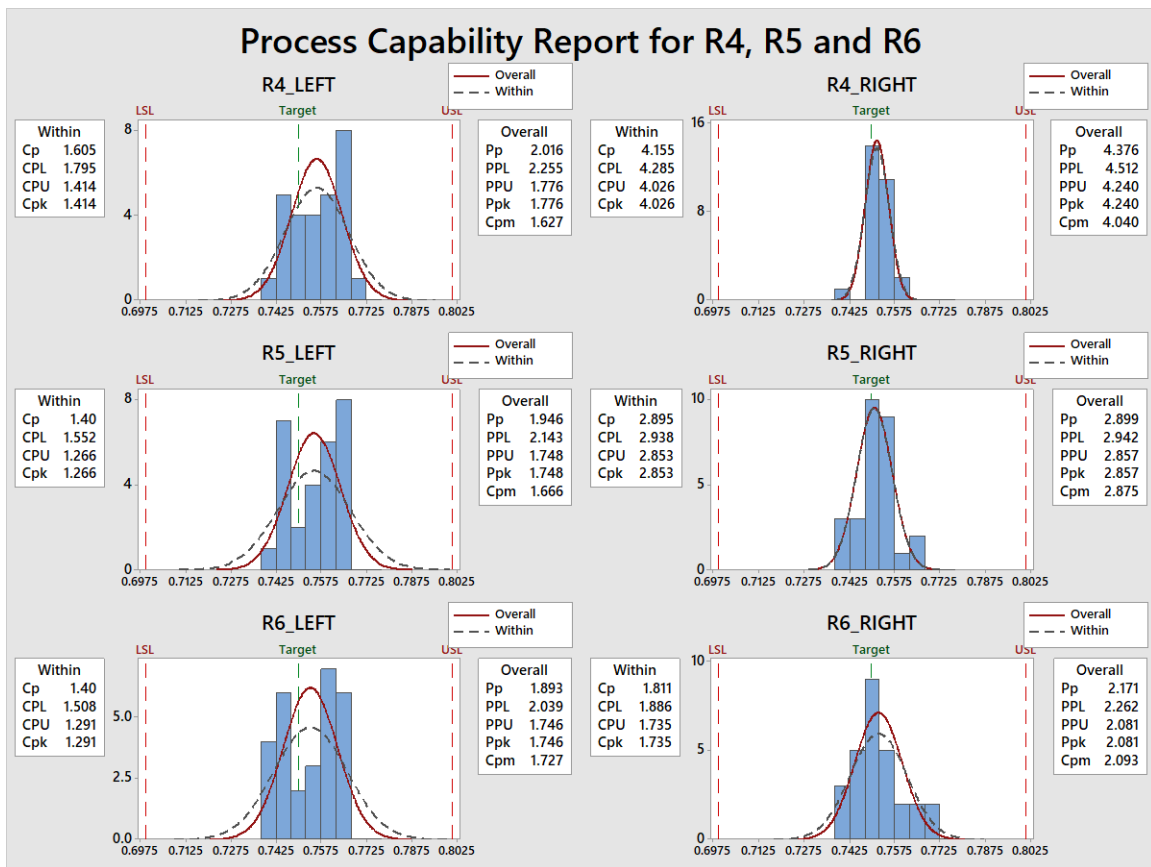 Process Capability Report for R4, R5 and R6
R4_LEFT
Overall
Within
LSL Target USL
Within
Cp 1.605
CPL 1.795
CPU 1.414
Cpk 1.414
8
4
0
0.6975 0.7125 0.7275 0.7425 0.7575 0.7725 0.7875 0.8025
Overall
Pp 2.016
PPL 2.255
PPU 1.776
Ppk 1.776
Cpm 1.627
R4_RIGHT
Overall
Within
LSL Target USL
Within
Cp 4.155
CPL 4.285
CPU 4.026
Cpk 4.026
16
8
0
0.6975 0.7125 0.7275 0.7425 0.7575 0.7725 0.7875 0.8025
Overall
Pp 4.376
PPL 4.512
PPU 4.240
Ppk 4.240
Cpm 4.040
R5_LEFT
Overall
Within
LSL Target USL
Within
Cp 1.40
CPL 1.552
CPU 1.266
Cpk 1.266
8
4
0
0.6975 0.7125 0.7275 0.7425 0.7575 0.7725 0.7875 0.8025
Overall
Pp 1.946
PPL 2.143
PPU 1.748
Ppk 1.748
Cpm 1.666
R5_RIGHT
Overall
Within
LSL Target USL
Within
Cp 2.895
CPL 2.938
CPU 2.853
Cpk 2.853
10
5
0
0.6975 0.7125 0.7275 0.7425 0.7575 0.7725 0.7875 0.8025
Overall
Pp 2.899
PPL 2.942
PPU 2.857
Ppk 2.857
Cpm 2.875
R6_LEFT
Overall
Within
LSL Target USL
Within
Cp 1.40
CPL 1.508
CPU 1.291
Cpk 1.291
5.0
2.5
0.0
0.6975 0.7125 0.7275 0.7425 0.7575 0.7725 0.7875 0.8025
Overall
Pp 1.893
PPL 2.039
PPU 1.746
Ppk 1.746
Cpm 1.727
R6_RIGHT
Overall
Within
LSL Target USL
Within
Cp 1.811
CPL 1.886
CPU 1.735
Cpk 1.735
10
5
0
0.6975 0.7125 0.7275 0.7425 0.7575 0.7725 0.7875 0.8025
Overall
Pp 2.171
PPL 2.262
PPU 2.081
Ppk 2.081
Cpm 2.093